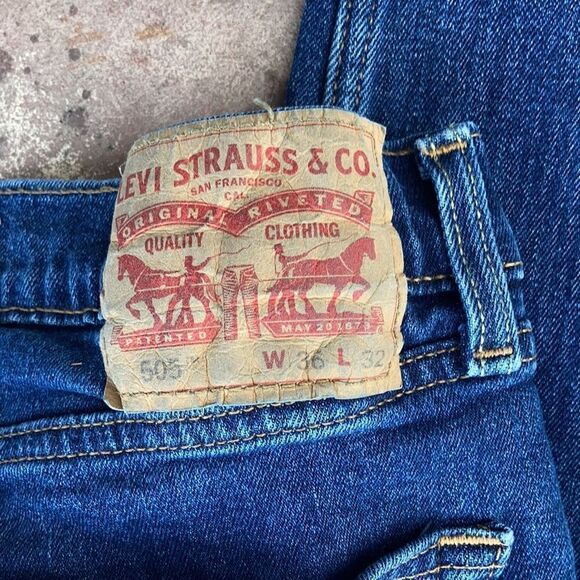 LEVI STRAUSS & CO.
SAN FRANCISCO
CAL.
ORIGINAL RIVETED
QUALITY CLOTHING
PATENTED MAY 20 1873
505 W 36 L 32